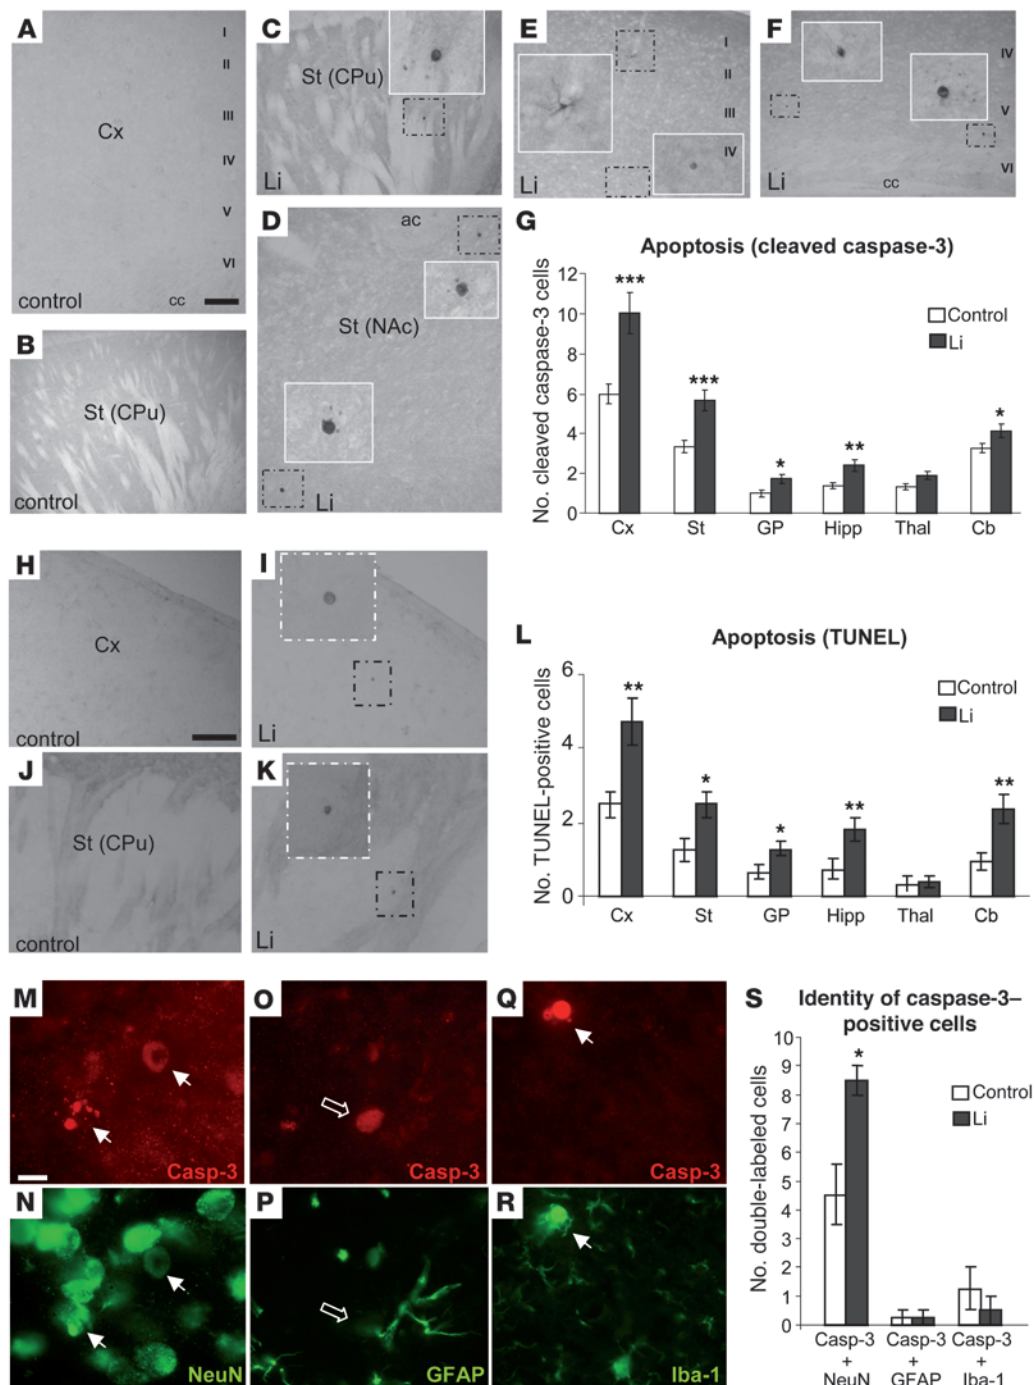 A
Cx
I
II
III
IV
V
VI
control
cc
B
St (CPu)
control
C
St (CPu)
Li
D
ac
St (NAc)
Li
E
I
II
III
IV
Li
F
IV
V
VI
Li
cc
G
Apoptosis (cleaved caspase-3)
No. cleaved caspase-3 cells
12
10
8
6
4
2
0
Control
Li
***
***
*
**
*
Cx St GP Hipp Thal Cb
H
Cx
control
I
Li
J
St (CPu)
control
K
Li
L
Apoptosis (TUNEL)
No. TUNEL-positive cells
6
4
2
0
Control
Li
**
*
*
**
**
Cx St GP Hipp Thal Cb
M
Casp-3
N
NeuN
O
Casp-3
P
GFAP
Q
Casp-3
R
Iba-1
S
Identity of caspase-3–
positive cells
No. double-labeled cells
10
9
8
7
6
5
4
3
2
1
0
*
Control
Li
Casp-3 Casp-3 Casp-3
+ + +
NeuN GFAP Iba-1